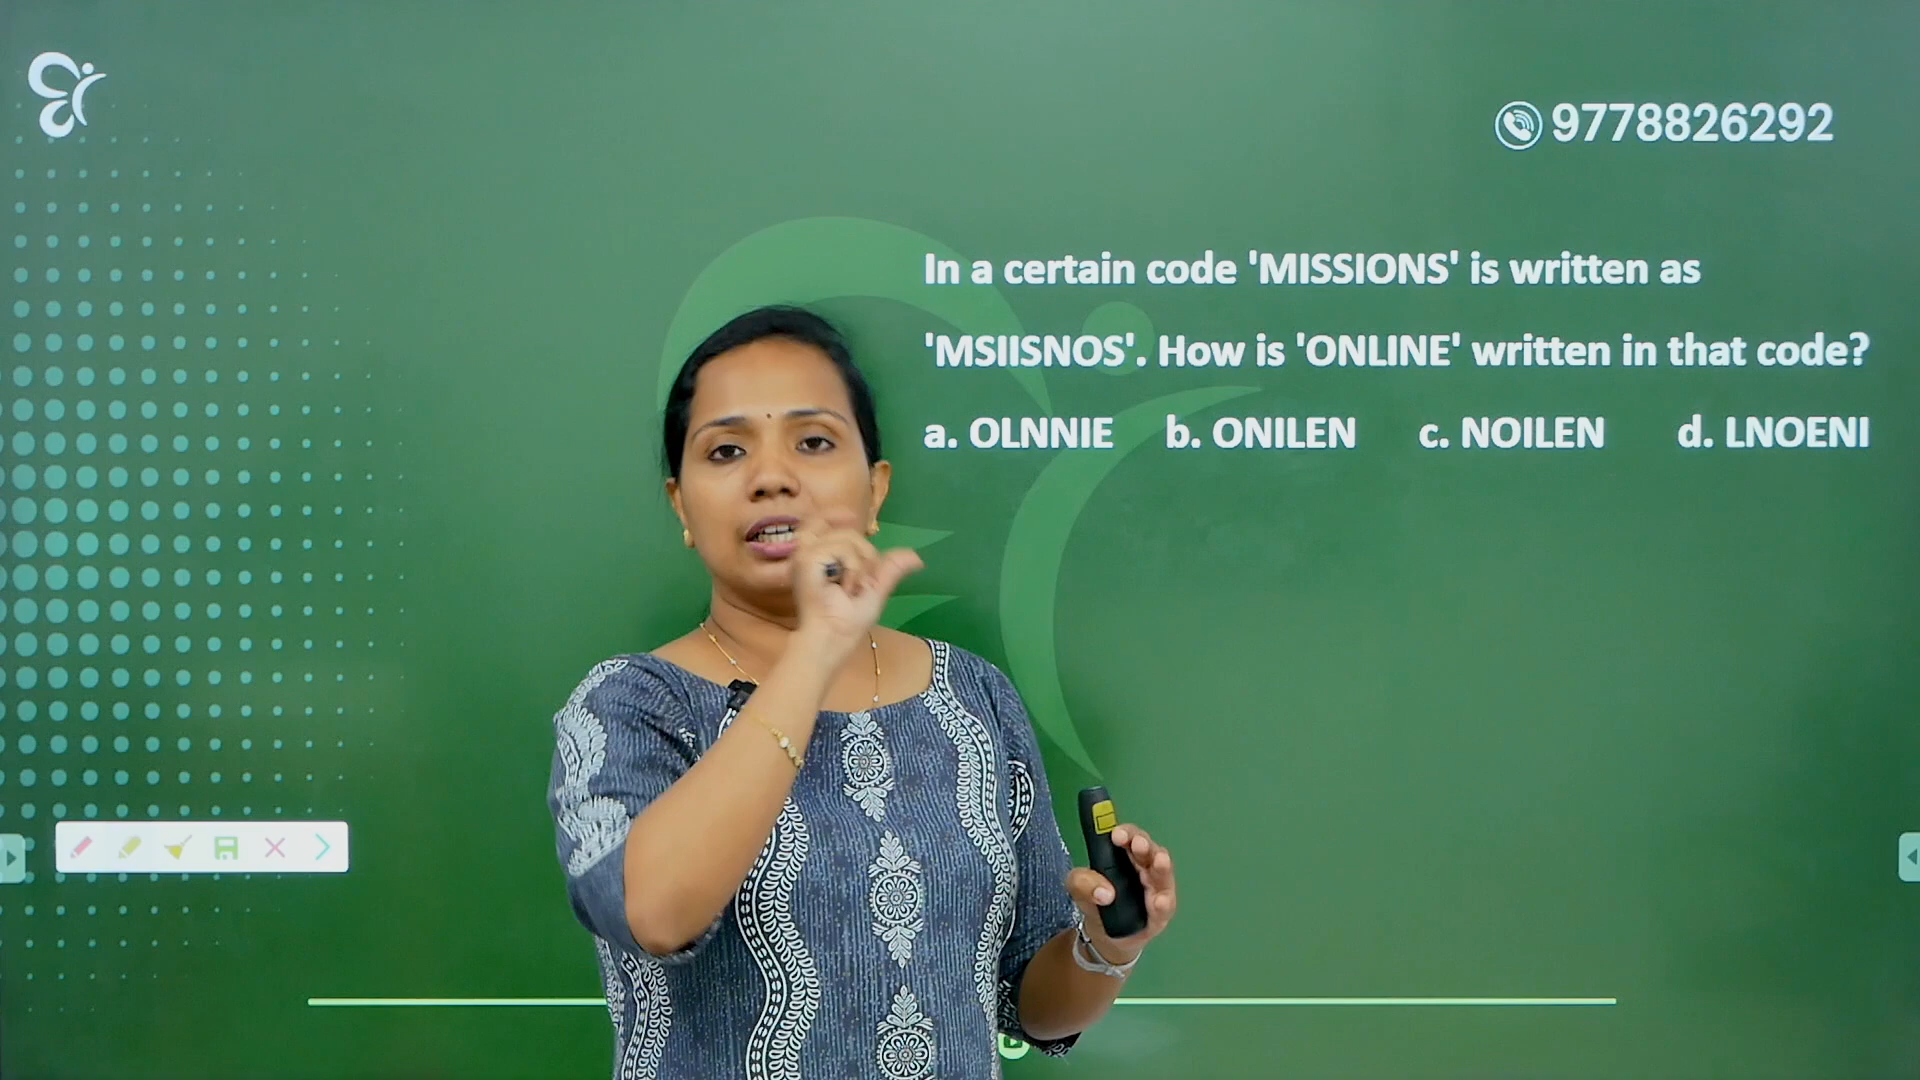 9778826292
In a certain code 'MISSIONS' is written as
'MSIISNOS'. How is 'ONLINE' written in that code?
a. OLNNIE b. ONILEN c. NOILEN d. LNOENI